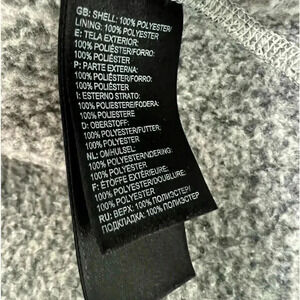 GB: SHELL: 100% POLYESTER/
LINING: 100% POLYESTER
E: TELA EXTERIOR:
100% POLIÉSTER/FORRO:
100% POLIÉSTER
P: PARTE EXTERNA:
100% POLIÉSTER/FORRO:
100% POLIÉSTER
I: ESTERNO STRATO:
100% POLIESTERE/FODERA:
100% POLIESTERE
D: OBERSTOFF:
100% POLYESTER/FUTTER:
100% POLYESTER
NL: OMHULSEL:
100% POLYESTER/VOERING:
100% POLYESTER
F: ÉTOFFE EXTÉRIEURE:
100% POLYESTER/DOUBLURE:
100% POLYESTER
RU: ВЕРХ: 100% ПОЛИЭСТЕР/
ПОДКЛАДКА: 100% ПОЛИЭСТЕР